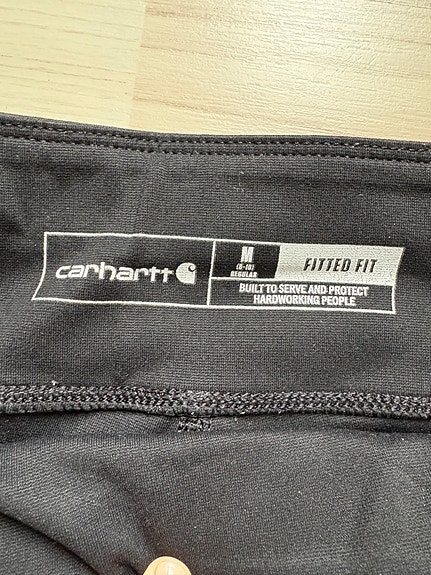 carhartt
M
(8-10)
REGULAR
FITTED FIT
BUILT TO SERVE AND PROTECT
HARDWORKING PEOPLE